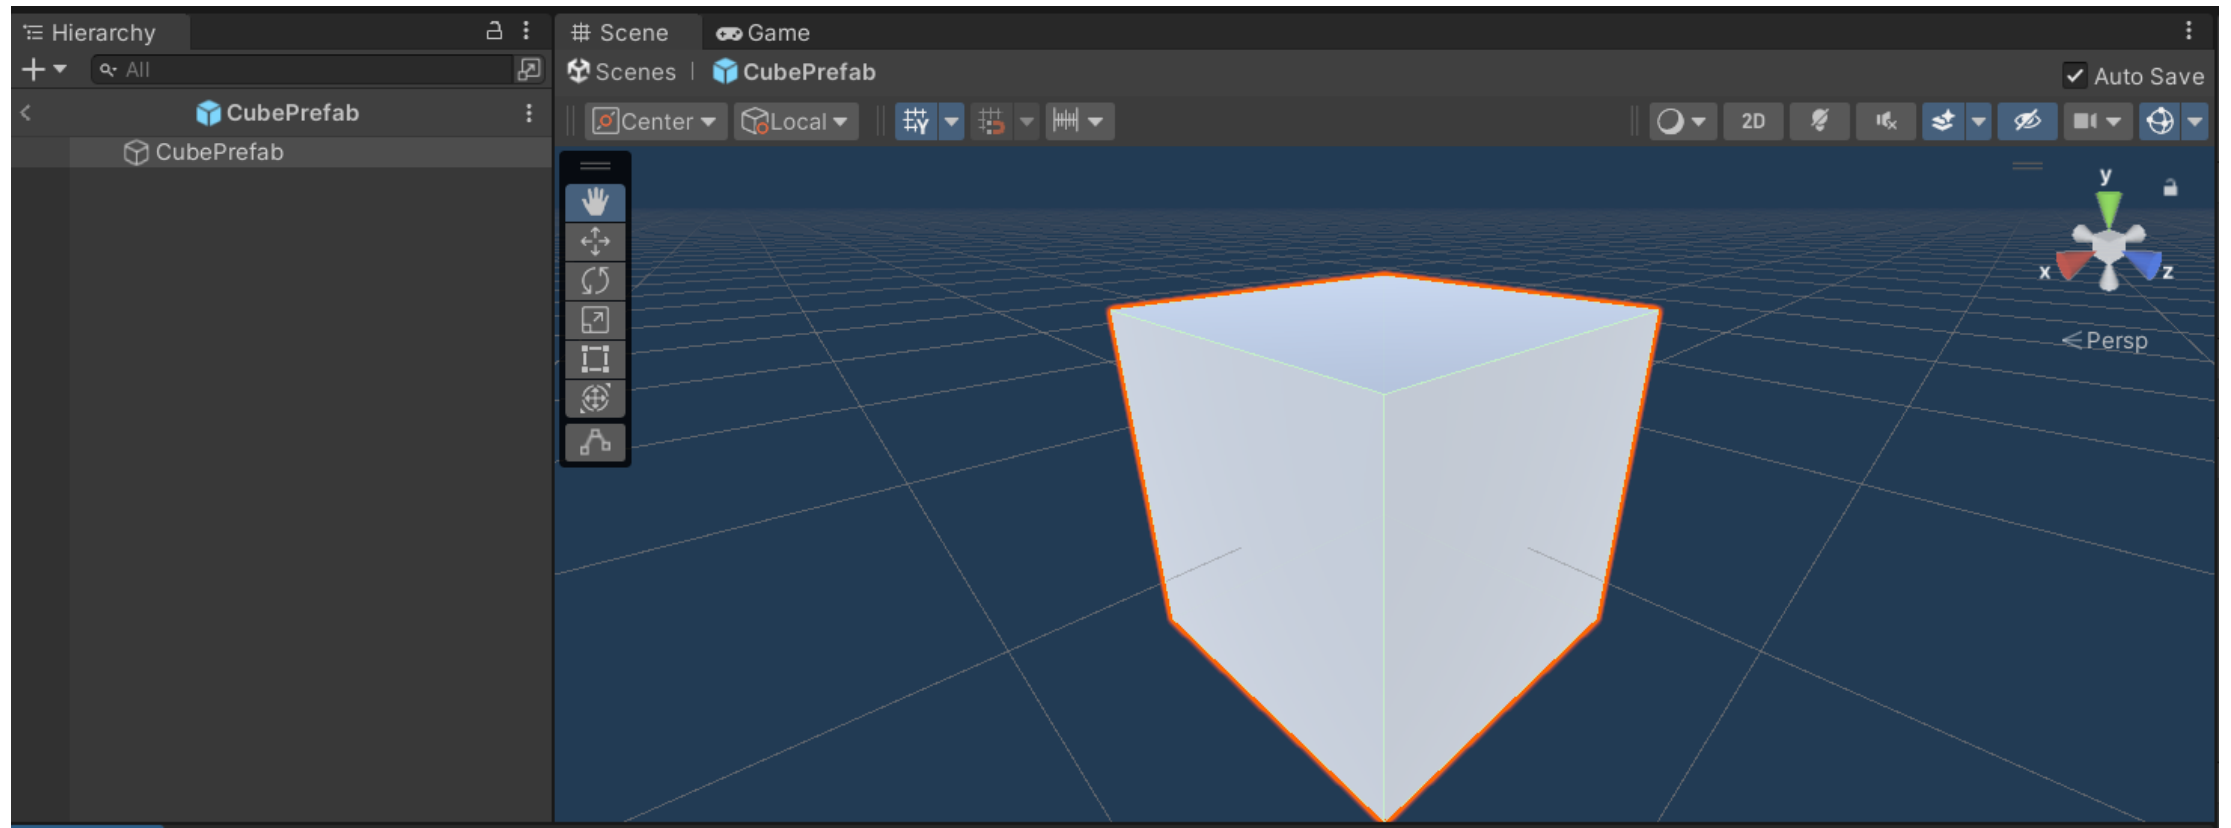 Hierarchy
All
CubePrefab
CubePrefab
Scene Game
Scenes | CubePrefab
Auto Save
Center Local 2D
y
x z
Persp